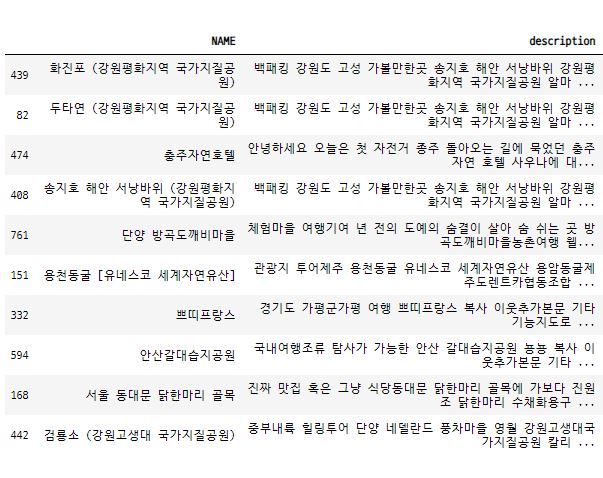 NAME description
439 화진포 (강원평화지역 국가지질공 백패킹 강원도 고성 가볼만한곳 송지호 해안 서낭바위 강원평
원) 화지역 국가지질공원 알마 ...
82 두타연 (강원평화지역 국가지질공 백패킹 강원도 고성 가볼만한곳 송지호 해안 서낭바위 강원평
원) 화지역 국가지질공원 알마 ...
474 충주자연호텔 안녕하세요 오늘은 첫 자전거 종주 돌아오는 길에 묵었던 충주
자연 호텔 사우나에 대...
408 송지호 해안 서낭바위 (강원평화지 백패킹 강원도 고성 가볼만한곳 송지호 해안 서낭바위 강원평
역 국가지질공원) 화지역 국가지질공원 알마 ...
761 단양 방곡도깨비마을 체험마을 여행기여 년 전의 도예의 숨결이 살아 숨 쉬는 곳 방
곡도깨비마을농촌여행 웰...
151 용천동굴 [유네스코 세계자연유산] 관광지 투어제주 용천동굴 유네스코 세계자연유산 용암동굴제
주도렌트카협동조합 ...
332 쁘띠프랑스 경기도 가평군가평 여행 쁘띠프랑스 복사 이웃추가본문 기타
기능지도로 ...
594 안산갈대습지공원 국내여행조류 탐사가 가능한 안산 갈대습지공원 뇽뇽 복사 이
웃추가본문 기타 ...
168 서울 동대문 닭한마리 골목 진짜 맛집 혹은 그냥 식당동대문 닭한마리 골목에 가보다 진원
조 닭한마리 수채화용구 ...
442 검룡소 (강원고생대 국가지질공원) 중부내륙 힐링투어 단양 네델란드 풍차마을 영월 강원고생대국
가지질공원 칼리 ...